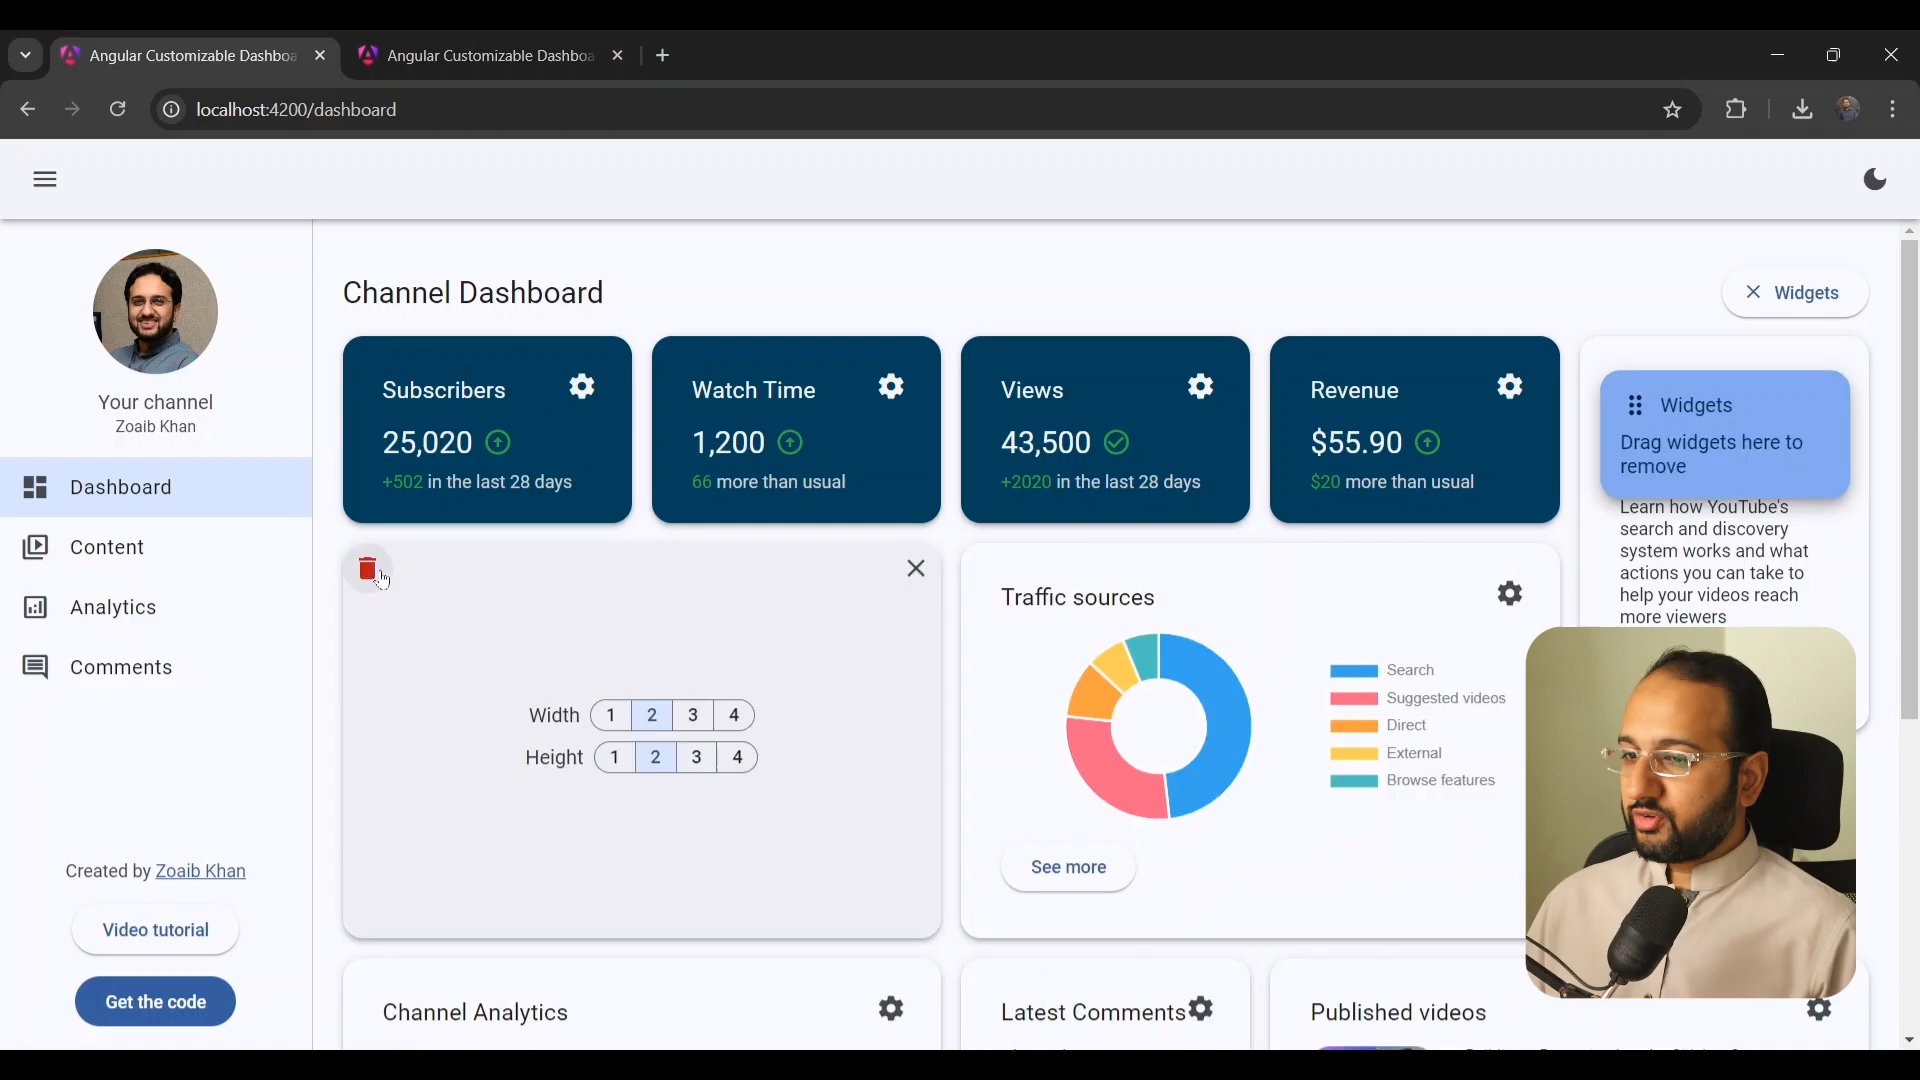 Angular Customizable Dashboa
Angular Customizable Dashboa
localhost:4200/dashboard
Your channel
Zoaib Khan
Dashboard
Content
Analytics
Comments
Created by Zoaib Khan
Video tutorial
Get the code
Channel Dashboard
Widgets
Subscribers
25,020
+502 in the last 28 days
Watch Time
1,200
66 more than usual
Views
43,500
+2020 in the last 28 days
Revenue
$55.90
$20 more than usual
Widgets
Drag widgets here to
remove
Learn how YouTube's
search and discovery
system works and what
actions you can take to
help your videos reach
more viewers
Width 1 2 3 4
Height 1 2 3 4
Traffic sources
Search
Suggested videos
Direct
External
Browse features
See more
Channel Analytics
Latest Comments
Published videos